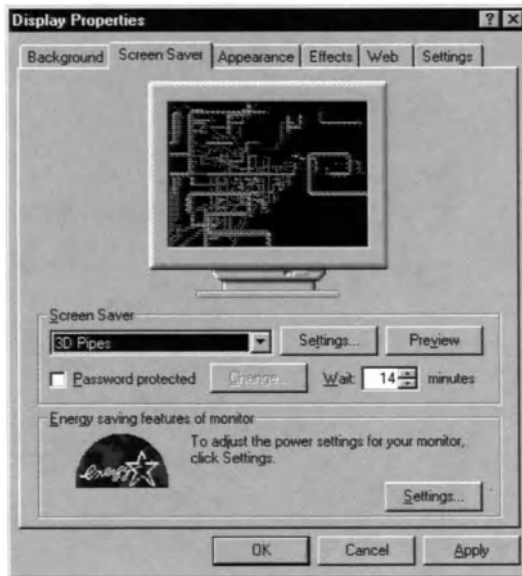 Display Properties
Background Screen Saver Appearance Effects Web Settings
Screen Saver
3D Pipes Settings... Preview
Password protected Change... Wait: 14 minutes
Energy saving features of monitor
To adjust the power settings for your monitor,
click Settings.
energy
Settings...
OK Cancel Apply